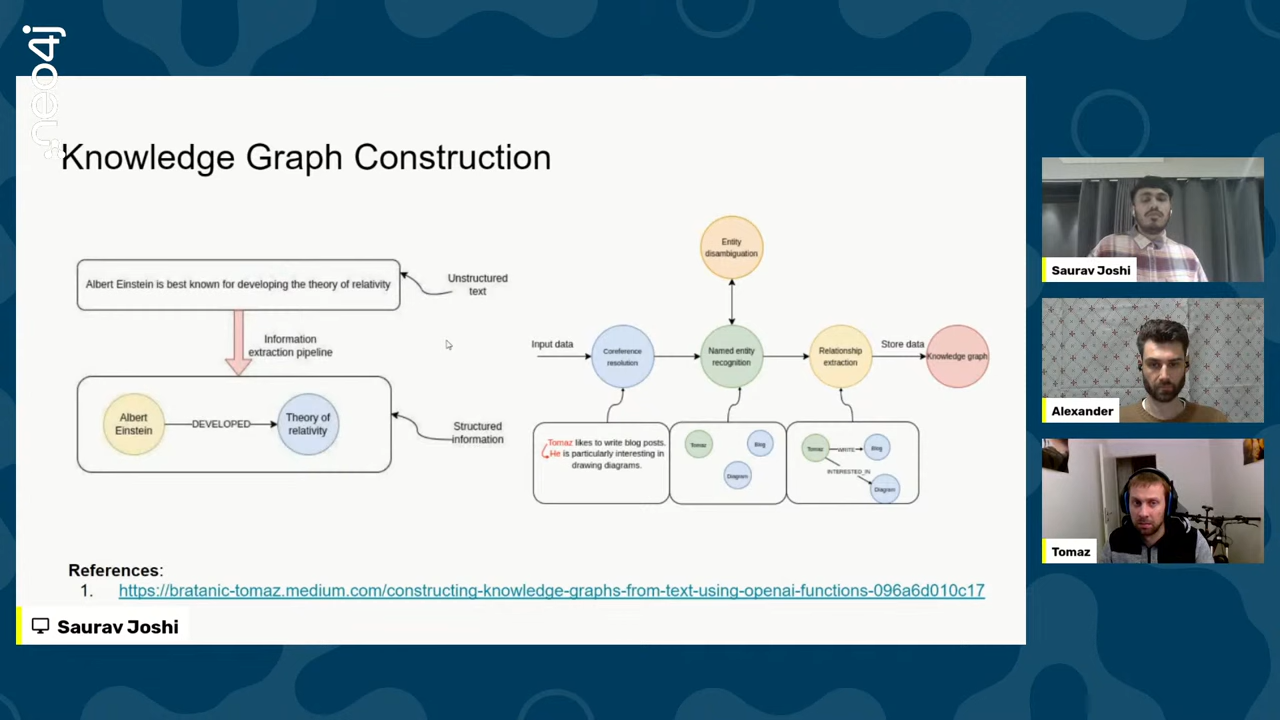 neo4j
Knowledge Graph Construction
Albert Einstein is best known for developing the theory of relativity
Unstructured
text
Information
extraction pipeline
Albert
Einstein
DEVELOPED
Theory of
relativity
Structured
information
Entity
disambiguation
Input data
Coreference
resolution
Named entity
recognition
Relationship
extraction
Store data
Knowledge graph
Tomaz likes to write blog posts.
He is particularly interesting in
drawing diagrams.
Tomaz
Blog
Diagram
Tomaz
WRITE
Blog
INTERESTED_IN
Diagram
References:
1. https://bratanic-tomaz.medium.com/constructing-knowledge-graphs-from-text-using-openai-functions-096a6d010c17
Saurav Joshi
Saurav Joshi
Alexander
Tomaz